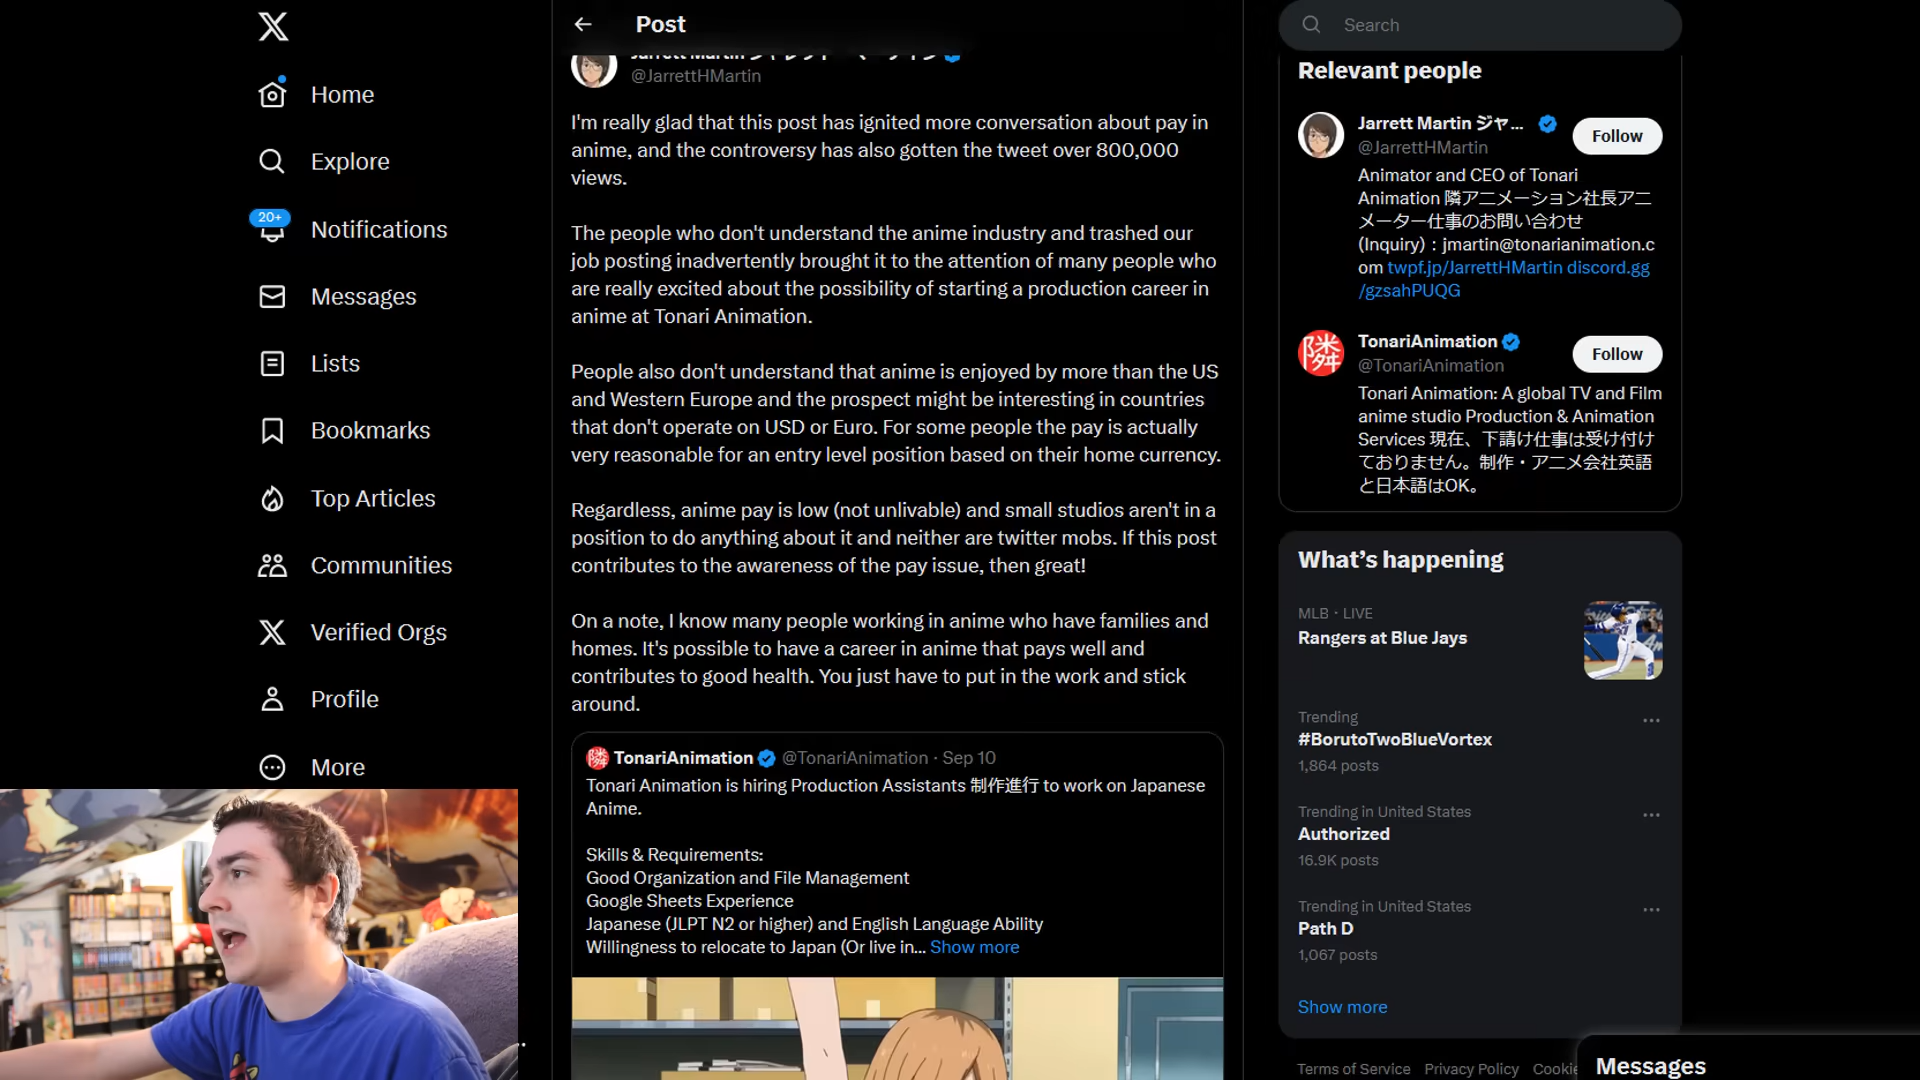 Home
Explore
20+
Notifications
Messages
Lists
Bookmarks
Top Articles
Communities
Verified Orgs
Profile
More
Post
Jarrett Martin ジャレット・マーティン
@JarrettHMartin
I'm really glad that this post has ignited more conversation about pay in
anime, and the controversy has also gotten the tweet over 800,000
views.
The people who don't understand the anime industry and trashed our
job posting inadvertently brought it to the attention of many people who
are really excited about the possibility of starting a production career in
anime at Tonari Animation.
People also don't understand that anime is enjoyed by more than the US
and Western Europe and the prospect might be interesting in countries
that don't operate on USD or Euro. For some people the pay is actually
very reasonable for an entry level position based on their home currency.
Regardless, anime pay is low (not unlivable) and small studios aren't in a
position to do anything about it and neither are twitter mobs. If this post
contributes to the awareness of the pay issue, then great!
On a note, I know many people working in anime who have families and
homes. It's possible to have a career in anime that pays well and
contributes to good health. You just have to put in the work and stick
around.
TonariAnimation @TonariAnimation · Sep 10
Tonari Animation is hiring Production Assistants 制作進行 to work on Japanese
Anime.
Skills & Requirements:
Good Organization and File Management
Google Sheets Experience
Japanese (JLPT N2 or higher) and English Language Ability
Willingness to relocate to Japan (Or live in... Show more
Search
Relevant people
Jarrett Martin ジャ...
@JarrettHMartin
Follow
Animator and CEO of Tonari
Animation 隣アニメーション社長アニ
メーター仕事のお問い合わせ
(Inquiry)：jmartin@tonarianimation.c
om twpf.jp/JarrettHMartin discord.gg
/gzsahPUQG
TonariAnimation
@TonariAnimation
Follow
Tonari Animation: A global TV and Film
anime studio Production & Animation
Services 現在、下請け仕事は受け付け
ておりません。制作・アニメ会社英語
と日本語はOK。
What's happening
MLB · LIVE
Rangers at Blue Jays
Trending
#BorutoTwoBlueVortex
1,864 posts
Trending in United States
Authorized
16.9K posts
Trending in United States
Path D
1,067 posts
Show more
Terms of Service Privacy Policy Cookie
Messages